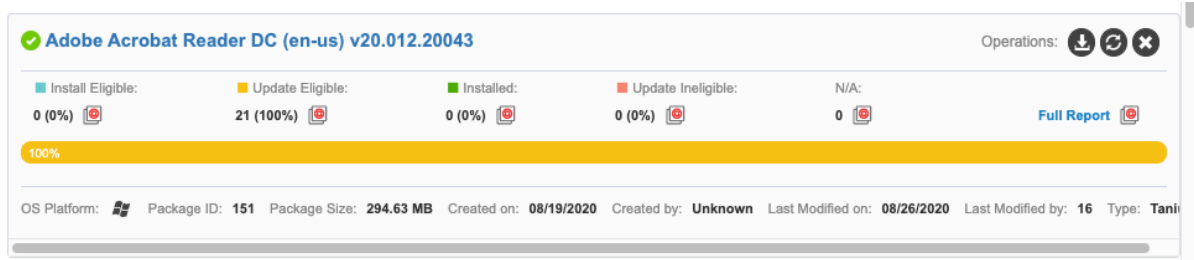 Adobe Acrobat Reader DC (en-us) v20.012.20043 Operations:
Install Eligible: Update Eligible: Installed: Update Ineligible: N/A:
0 (0%) 21 (100%) 0 (0%) 0 (0%) 0 Full Report
100%
OS Platform: Package ID: 151 Package Size: 294.63 MB Created on: 08/19/2020 Created by: Unknown Last Modified on: 08/26/2020 Last Modified by: 16 Type: